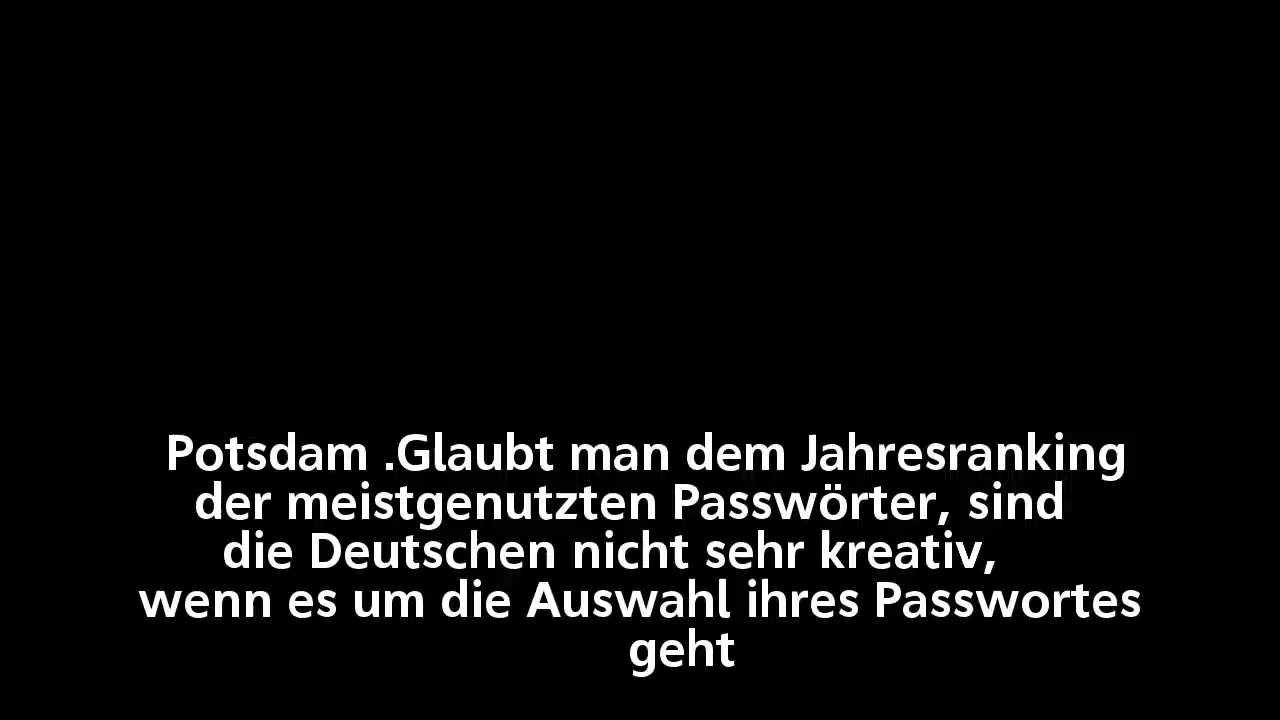 Potsdam .Glaubt man dem Jahresranking
der meistgenutzten Passwörter, sind
die Deutschen nicht sehr kreativ,
wenn es um die Auswahl ihres Passwortes
geht